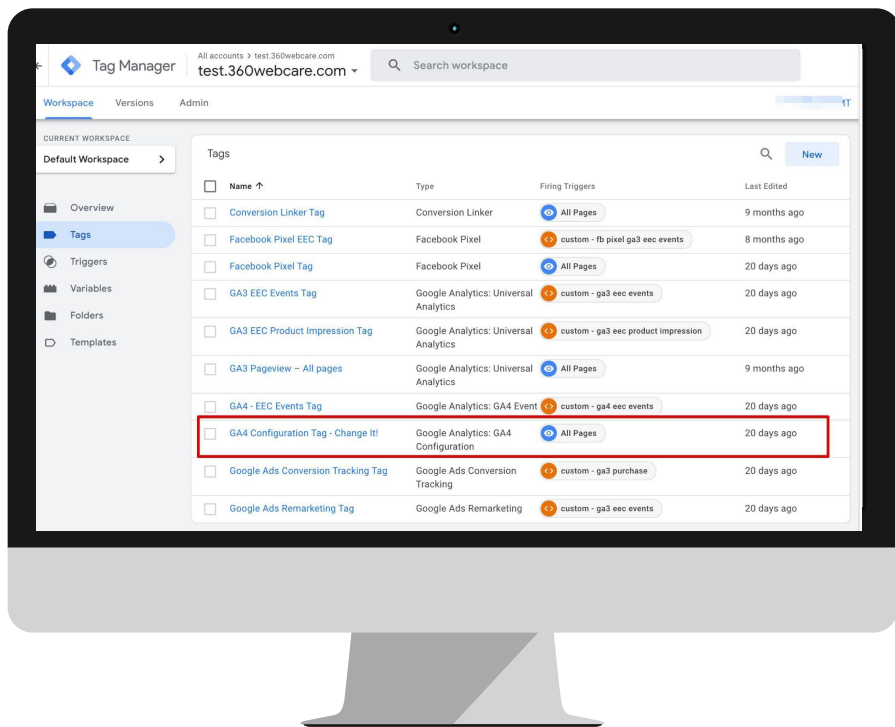 Tag Manager
All accounts > test.360webcare.com
test.360webcare.com
Search workspace
Workspace Versions Admin
CURRENT WORKSPACE
Default Workspace
Overview
Tags
Triggers
Variables
Folders
Templates
Tags
New
Name ↑ Type Firing Triggers Last Edited
Conversion Linker Tag Conversion Linker All Pages 9 months ago
Facebook Pixel EEC Tag Facebook Pixel custom - fb pixel ga3 eec events 8 months ago
Facebook Pixel Tag Facebook Pixel All Pages 20 days ago
GA3 EEC Events Tag Google Analytics: Universal custom - ga3 eec events 20 days ago
Analytics
GA3 EEC Product Impression Tag Google Analytics: Universal custom - ga3 eec product impression 20 days ago
Analytics
GA3 Pageview – All pages Google Analytics: Universal All Pages 9 months ago
Analytics
GA4 - EEC Events Tag Google Analytics: GA4 Event custom - ga4 eec events 20 days ago
GA4 Configuration Tag - Change It! Google Analytics: GA4 All Pages 20 days ago
Configuration
Google Ads Conversion Tracking Tag Google Ads Conversion custom - ga3 purchase 20 days ago
Tracking
Google Ads Remarketing Tag Google Ads Remarketing custom - ga3 eec events 20 days ago